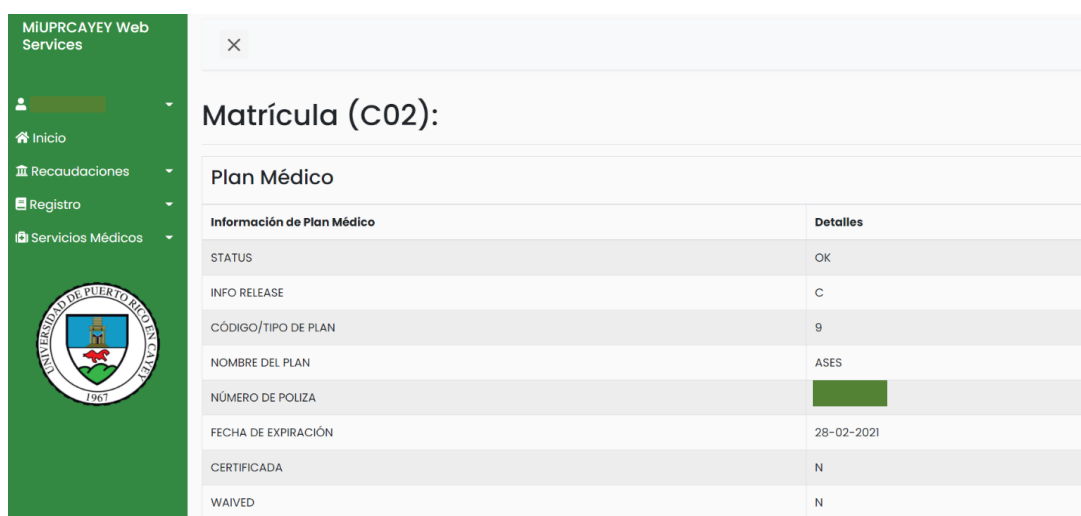 MiUPRCAYEY Web
Services
Inicio
Recaudaciones
Registro
Servicios Médicos
UNIVERSIDAD DE PUERTO RICO EN CAYEY
1967
Matrícula (C02):
Plan Médico
Información de Plan Médico Detalles
STATUS OK
INFO RELEASE C
CÓDIGO/TIPO DE PLAN 9
NOMBRE DEL PLAN ASES
NÚMERO DE POLIZA
FECHA DE EXPIRACIÓN 28-02-2021
CERTIFICADA N
WAIVED N